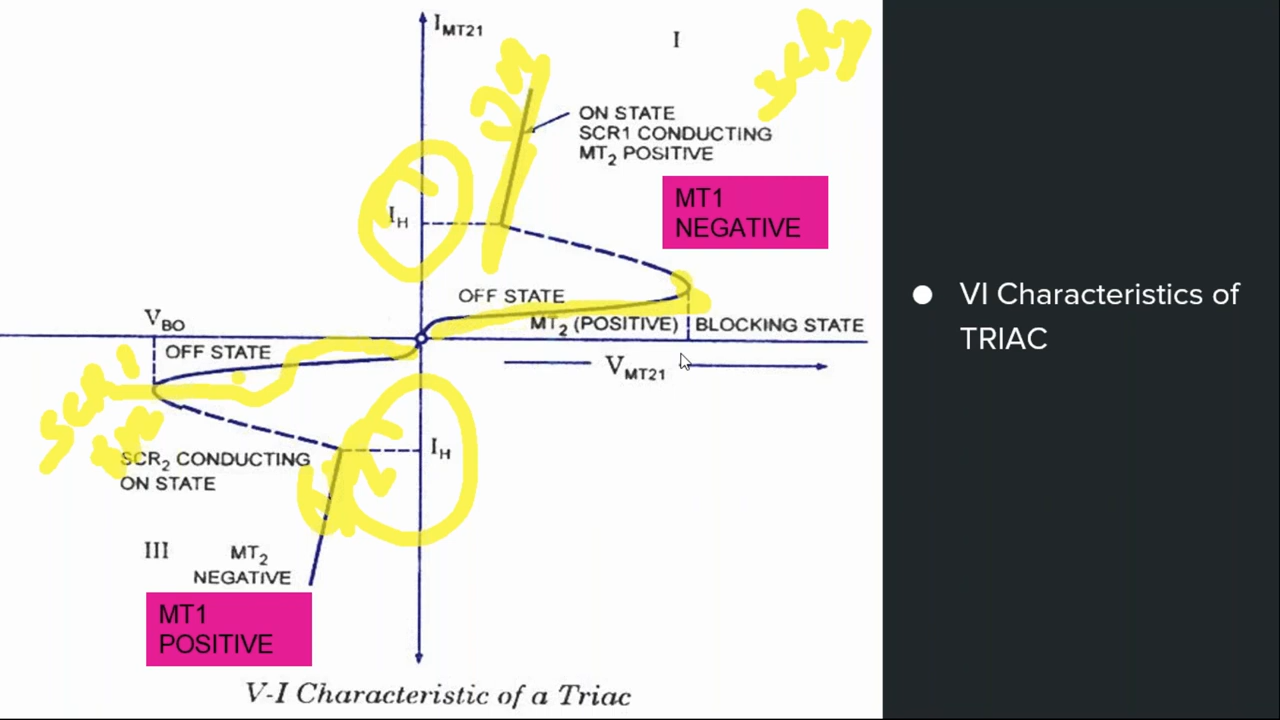 I_MT21
I
ON STATE
SCR1 CONDUCTING
MT₂ POSITIVE
MT1
NEGATIVE
I_H
OFF STATE
V_BO
MT₂ (POSITIVE)
BLOCKING STATE
OFF STATE
V_MT21
I_H
SCR₂ CONDUCTING
ON STATE
III
MT₂
NEGATIVE
MT1
POSITIVE
V-I Characteristic of a Triac
● VI Characteristics of
TRIAC